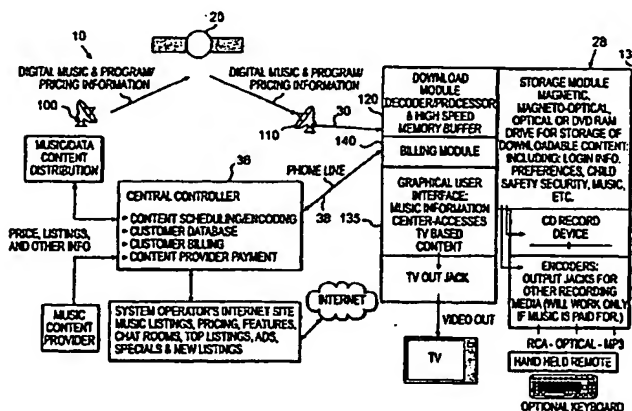 10
20
28
13
DIGITAL MUSIC & PROGRAM/
PRICING INFORMATION
DIGITAL MUSIC & PROGRAM/
PRICING INFORMATION
100
110
30
120
140
MUSIC/DATA
CONTENT
DISTRIBUTION
36
PHONE LINE
38
135
CENTRAL CONTROLLER
CONTENT SCHEDULING/ENCODING
CUSTOMER DATABASE
CUSTOMER BILLING
CONTENT PROVIDER PAYMENT
PRICE, LISTINGS,
AND OTHER INFO
MUSIC
CONTENT
PROVIDER
SYSTEM OPERATOR'S INTERNET SITE
MUSIC LISTINGS, PRICING, FEATURES,
CHAT ROOMS, TOP LISTINGS, ADS,
SPECIALS & NEW LISTINGS
INTERNET
DOWNLOAD
MODULE
DECODER/PROCESSOR
& HIGH SPEED
MEMORY BUFFER
BILLING MODULE
GRAPHICAL USER
INTERFACE: MUSIC INFORMATION
CENTER-ACCESSES
TV BASED
CONTENT
TV OUT JACK
VIDEO OUT
TV
STORAGE MODULE
MAGNETIC,
MAGNETO-OPTICAL,
OPTICAL OR DVD RAM
DRIVE FOR STORAGE OF
DOWNLOADABLE CONTENT:
INCLUDING: LOGIN INFO.
PREFERENCES, CHILD
SAFETY SECURITY, MUSIC,
ETC.
CD RECORD
DEVICE
ENCODERS:
OUTPUT JACKS FOR
OTHER RECORDING
MEDIA (WILL WORK ONLY
IF MUSIC IS PAID FOR.)
RCA - OPTICAL - MP3
HAND HELD REMOTE
OPTIONAL KEYBOARD